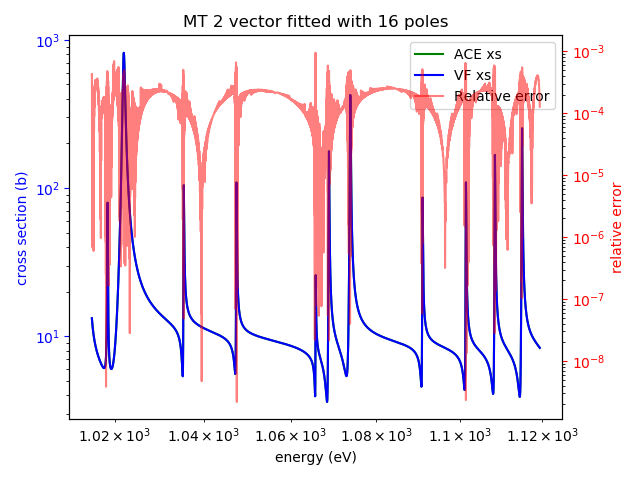 MT 2 vector fitted with 16 poles
ACE xs
VF xs
Relative error
cross section (b)
10³
10²
10¹
relative error
10⁻³
10⁻⁴
10⁻⁵
10⁻⁶
10⁻⁷
10⁻⁸
1.02 × 10³ 1.04 × 10³ 1.06 × 10³ 1.08 × 10³ 1.1 × 10³ 1.12 × 10³
energy (eV)